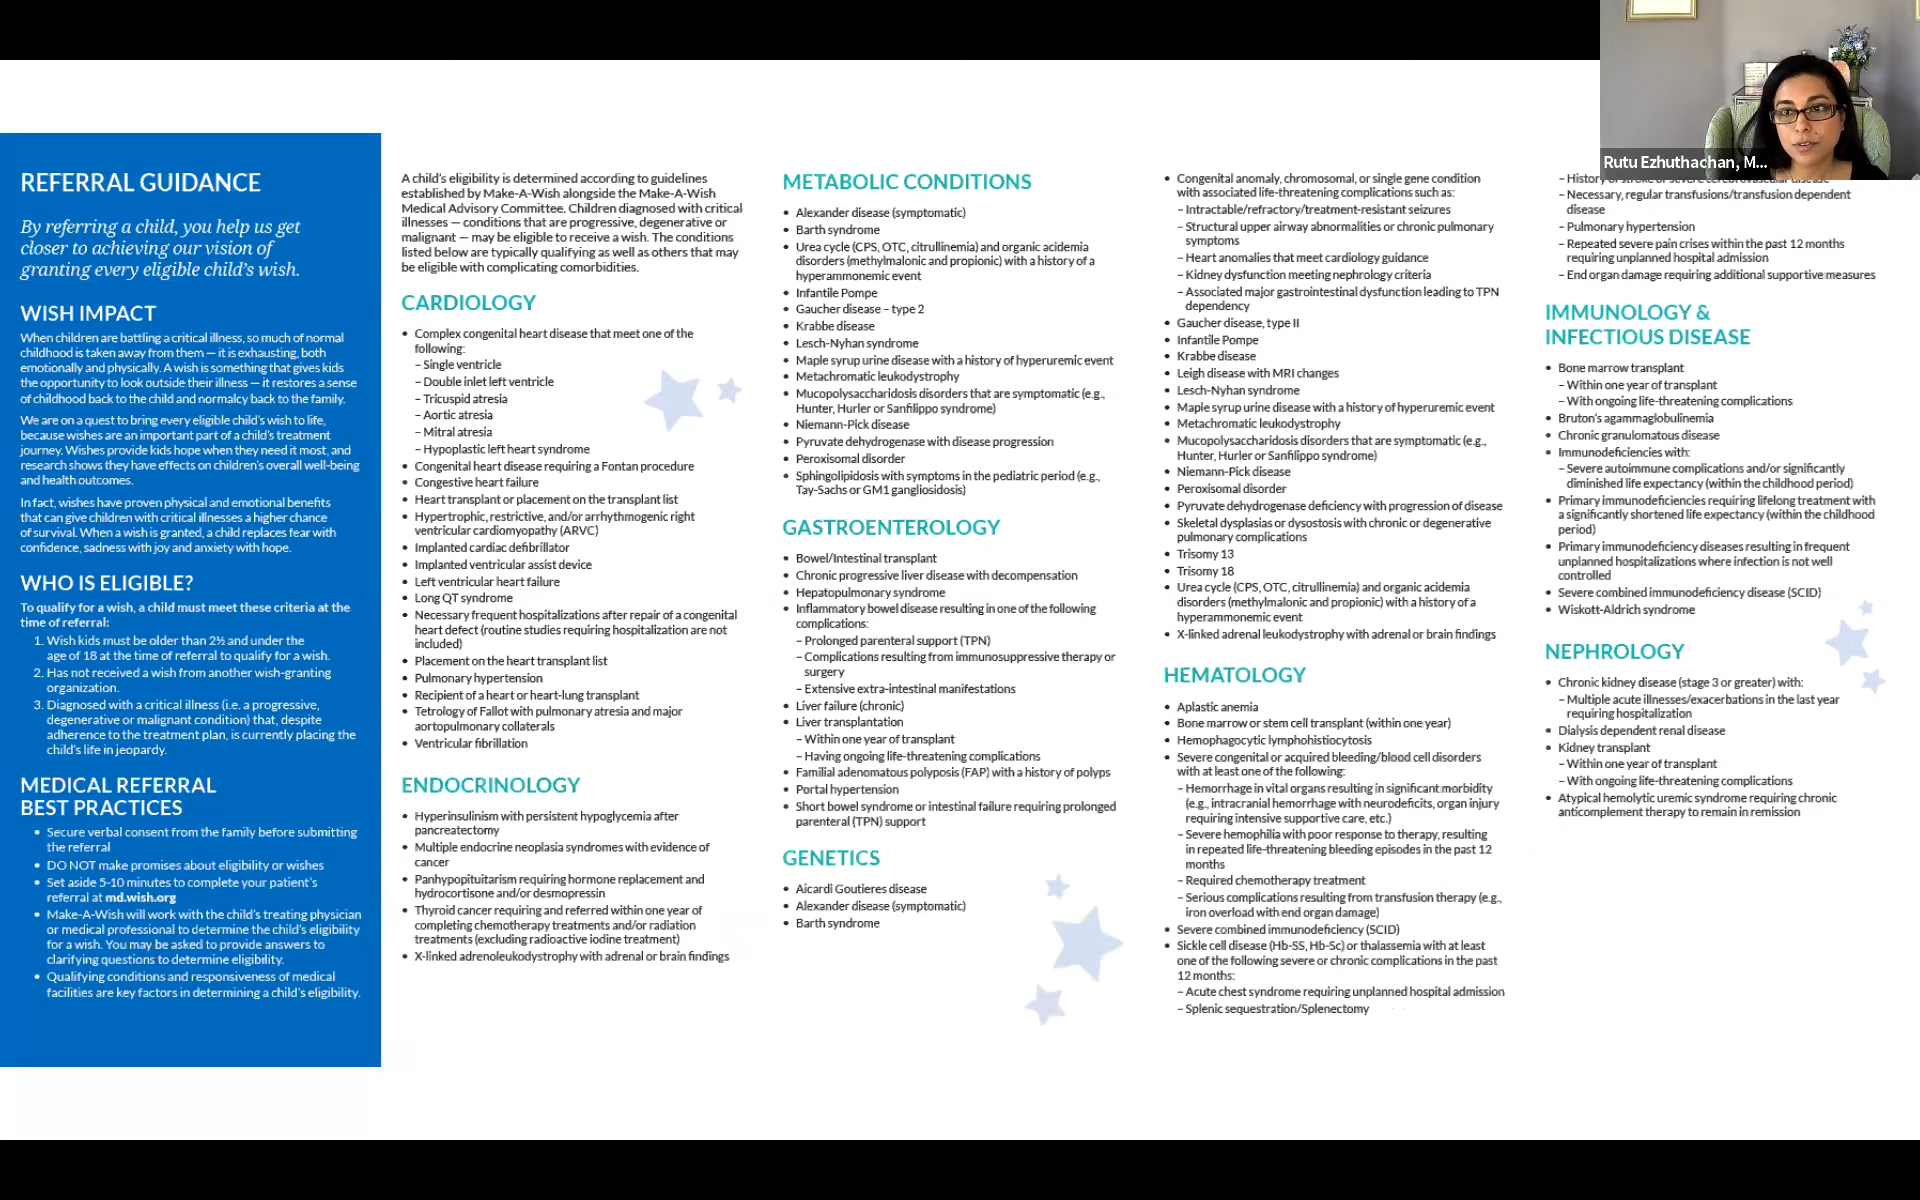 REFERRAL GUIDANCE
By referring a child, you help us get
closer to achieving our vision of
granting every eligible child's wish.
WISH IMPACT
When children are battling a critical illness, so much of normal
childhood is taken away from them — it is exhausting, both
emotionally and physically. A wish is something that gives kids
the opportunity to look outside their illness — it restores a sense
of childhood back to the child and normalcy back to the family.
We are on a quest to bring every eligible child's wish to life,
because wishes are an important part of a child's treatment
journey. Wishes provide kids hope when they need it most, and
research shows they have effects on children's overall well-being
and health outcomes.
In fact, wishes have proven physical and emotional benefits
that can give children with critical illnesses a higher chance
of survival. When a wish is granted, a child replaces fear with
confidence, sadness with joy and anxiety with hope.
WHO IS ELIGIBLE?
To qualify for a wish, a child must meet these criteria at the
time of referral:
1. Wish kids must be older than 2½ and under the
age of 18 at the time of referral to qualify for a wish.
2. Has not received a wish from another wish-granting
organization.
3. Diagnosed with a critical illness (i.e. a progressive,
degenerative or malignant condition) that, despite
adherence to the treatment plan, is currently placing the
child's life in jeopardy.
MEDICAL REFERRAL
BEST PRACTICES
• Secure verbal consent from the family before submitting
the referral
• DO NOT make promises about eligibility or wishes
• Set aside 5-10 minutes to complete your patient's
referral at md.wish.org
• Make-A-Wish will work with the child's treating physician
or medical professional to determine the child's eligibility
for a wish. You may be asked to provide answers to
clarifying questions to determine eligibility.
• Qualifying conditions and responsiveness of medical
facilities are key factors in determining a child's eligibility.
A child's eligibility is determined according to guidelines
established by Make-A-Wish alongside the Make-A-Wish
Medical Advisory Committee. Children diagnosed with critical
illnesses — conditions that are progressive, degenerative or
malignant — may be eligible to receive a wish. The conditions
listed below are typically qualifying as well as others that may
be eligible with complicating comorbidities.
CARDIOLOGY
• Complex congenital heart disease that meet one of the
following:
– Single ventricle
– Double inlet left ventricle
– Tricuspid atresia
– Aortic atresia
– Mitral atresia
– Hypoplastic left heart syndrome
• Congenital heart disease requiring a Fontan procedure
• Congestive heart failure
• Heart transplant or placement on the transplant list
• Hypertrophic, restrictive, and/or arrhythmogenic right
ventricular cardiomyopathy (ARVC)
• Implanted cardiac defibrillator
• Implanted ventricular assist device
• Left ventricular heart failure
• Long QT syndrome
• Necessary frequent hospitalizations after repair of a congenital
heart defect (routine studies requiring hospitalization are not
included)
• Placement on the heart transplant list
• Pulmonary hypertension
• Recipient of a heart or heart-lung transplant
• Tetrology of Fallot with pulmonary atresia and major
aortopulmonary collaterals
• Ventricular fibrillation
ENDOCRINOLOGY
• Hyperinsulinism with persistent hypoglycemia after
pancreatectomy
• Multiple endocrine neoplasia syndromes with evidence of
cancer
• Panhypopituitarism requiring hormone replacement and
hydrocortisone and/or desmopressin
• Thyroid cancer requiring and referred within one year of
completing chemotherapy treatments and/or radiation
treatments (excluding radioactive iodine treatment)
• X-linked adrenoleukodystrophy with adrenal or brain findings
METABOLIC CONDITIONS
• Alexander disease (symptomatic)
• Barth syndrome
• Urea cycle (CPS, OTC, citrullinemia) and organic acidemia
disorders (methylmalonic and propionic) with a history of a
hyperammonemic event
• Infantile Pompe
• Gaucher disease – type 2
• Krabbe disease
• Lesch-Nyhan syndrome
• Maple syrup urine disease with a history of hyperuremic event
• Metachromatic leukodystrophy
• Mucopolysaccharidosis disorders that are symptomatic (e.g.,
Hunter, Hurler or Sanfilippo syndrome)
• Niemann-Pick disease
• Pyruvate dehydrogenase with disease progression
• Peroxisomal disorder
• Sphingolipidosis with symptoms in the pediatric period (e.g.,
Tay-Sachs or GM1 gangliosidosis)
GASTROENTEROLOGY
• Bowel/Intestinal transplant
• Chronic progressive liver disease with decompensation
• Hepatopulmonary syndrome
• Inflammatory bowel disease resulting in one of the following
complications:
– Prolonged parenteral support (TPN)
– Complications resulting from immunosuppressive therapy or
surgery
– Extensive extra-intestinal manifestations
• Liver failure (chronic)
• Liver transplantation
– Within one year of transplant
– Having ongoing life-threatening complications
• Familial adenomatous polyposis (FAP) with a history of polyps
• Portal hypertension
• Short bowel syndrome or intestinal failure requiring prolonged
parenteral (TPN) support
GENETICS
• Aicardi Goutieres disease
• Alexander disease (symptomatic)
• Barth syndrome
• Congenital anomaly, chromosomal, or single gene condition
with associated life-threatening complications such as:
– Intractable/refractory/treatment-resistant seizures
– Structural upper airway abnormalities or chronic pulmonary
symptoms
– Heart anomalies that meet cardiology guidance
– Kidney dysfunction meeting nephrology criteria
– Associated major gastrointestinal dysfunction leading to TPN
dependency
• Gaucher disease, type II
• Infantile Pompe
• Krabbe disease
• Leigh disease with MRI changes
• Lesch-Nyhan syndrome
• Maple syrup urine disease with a history of hyperuremic event
• Metachromatic leukodystrophy
• Mucopolysaccharidosis disorders that are symptomatic (e.g.,
Hunter, Hurler or Sanfilippo syndrome)
• Niemann-Pick disease
• Peroxisomal disorder
• Pyruvate dehydrogenase deficiency with progression of disease
• Skeletal dysplasias or dysostosis with chronic or degenerative
pulmonary complications
• Trisomy 13
• Trisomy 18
• Urea cycle (CPS, OTC, citrullinemia) and organic acidemia
disorders (methylmalonic and propionic) with a history of a
hyperammonemic event
• X-linked adrenal leukodystrophy with adrenal or brain findings
HEMATOLOGY
• Aplastic anemia
• Bone marrow or stem cell transplant (within one year)
• Hemophagocytic lymphohistiocytosis
• Severe congenital or acquired bleeding/blood cell disorders
with at least one of the following:
– Hemorrhage in vital organs resulting in significant morbidity
(e.g., intracranial hemorrhage with neurodeficits, organ injury
requiring intensive supportive care, etc.)
– Severe hemophilia with poor response to therapy, resulting
in repeated life-threatening bleeding episodes in the past 12
months
– Required chemotherapy treatment
– Serious complications resulting from transfusion therapy (e.g.,
iron overload with end organ damage)
• Severe combined immunodeficiency (SCID)
• Sickle cell disease (Hb-SS, Hb-Sc) or thalassemia with at least
one of the following severe or chronic complications in the past
12 months:
– Acute chest syndrome requiring unplanned hospital admission
– Splenic sequestration/Splenectomy
Rutu Ezhuthachan, M...
– History of stroke or severe cerebrovascular disease
– Necessary, regular transfusions/transfusion dependent
disease
– Pulmonary hypertension
– Repeated severe pain crises within the past 12 months
requiring unplanned hospital admission
– End organ damage requiring additional supportive measures
IMMUNOLOGY &
INFECTIOUS DISEASE
• Bone marrow transplant
– Within one year of transplant
– With ongoing life-threatening complications
• Bruton's agammaglobulinemia
• Chronic granulomatous disease
• Immunodeficiencies with:
– Severe autoimmune complications and/or significantly
diminished life expectancy (within the childhood period)
• Primary immunodeficiencies requiring lifelong treatment with
a significantly shortened life expectancy (within the childhood
period)
• Primary immunodeficiency diseases resulting in frequent
unplanned hospitalizations where infection is not well
controlled
• Severe combined immunodeficiency disease (SCID)
• Wiskott-Aldrich syndrome
NEPHROLOGY
• Chronic kidney disease (stage 3 or greater) with:
– Multiple acute illnesses/exacerbations in the last year
requiring hospitalization
• Dialysis dependent renal disease
• Kidney transplant
– Within one year of transplant
– With ongoing life-threatening complications
• Atypical hemolytic uremic syndrome requiring chronic
anticomplement therapy to remain in remission